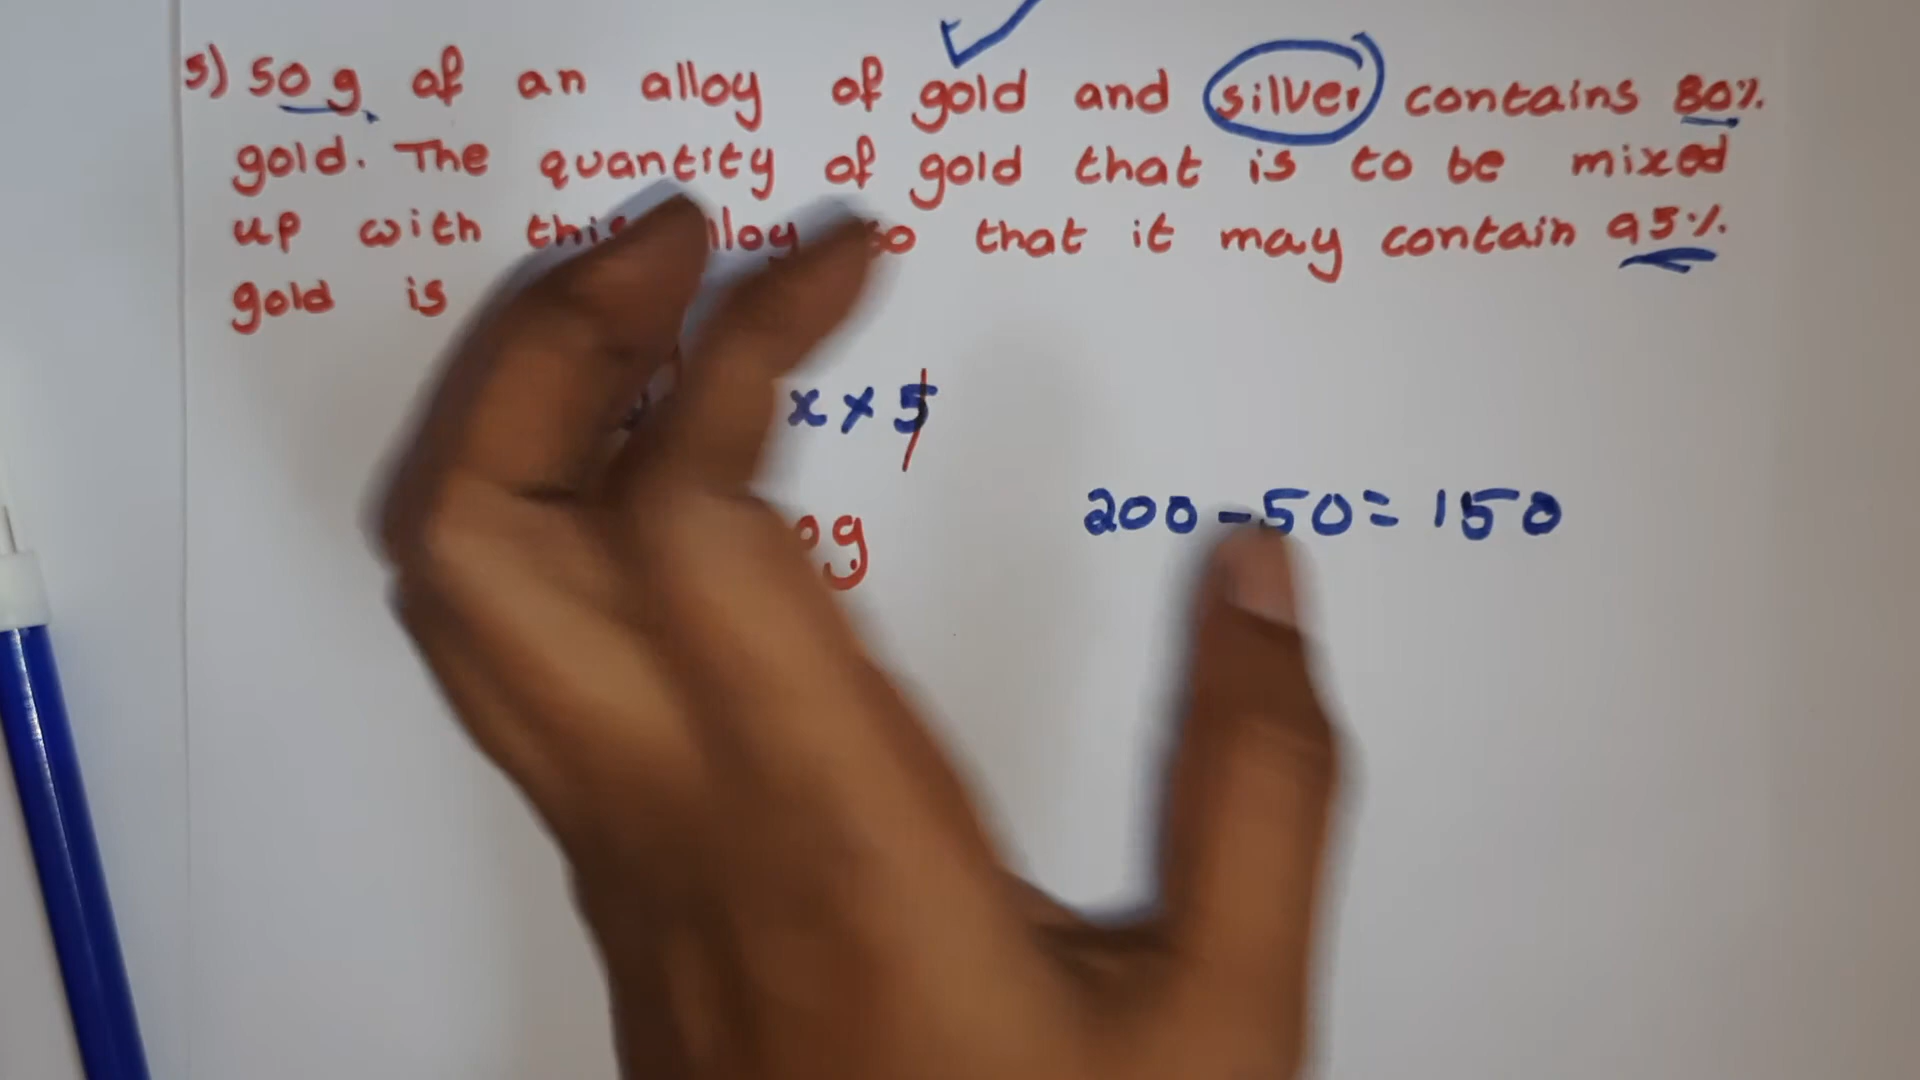 5) 50 g of an alloy of gold and silver contains 80%
gold. The quantity of gold that is to be mixed
up with this alloy so that it may contain 95%
gold is
x × 5
200 - 50 = 150